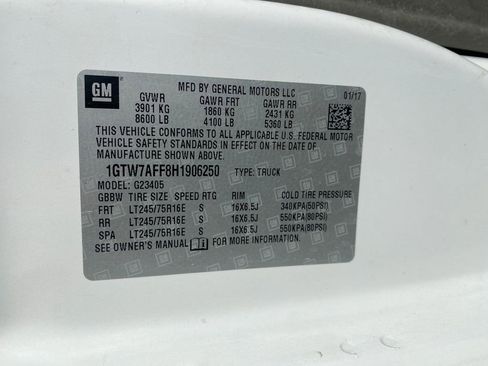 GM
MFD BY GENERAL MOTORS LLC
01/17
GVWR GAWR FRT GAWR RR
3901 KG 1860 KG 2431 KG
8600 LB 4100 LB 5360 LB
THIS VEHICLE CONFORMS TO ALL APPLICABLE U.S. FEDERAL MOTOR
VEHICLE SAFETY STANDARDS IN EFFECT ON THE DATE OF
MANUFACTURE SHOWN ABOVE.
1GTW7AFF8H1906250 TYPE: TRUCK
MODEL: G23405
GBBW TIRE SIZE SPEED RTG RIM COLD TIRE PRESSURE
FRT LT245/75R16E S 16X6.5J 340KPA(50PSI)
RR LT245/75R16E S 16X6.5J 550KPA(80PSI)
SPA LT245/75R16E S 16X6.5J 550KPA(80PSI)
SEE OWNER'S MANUAL FOR MORE INFORMATION.